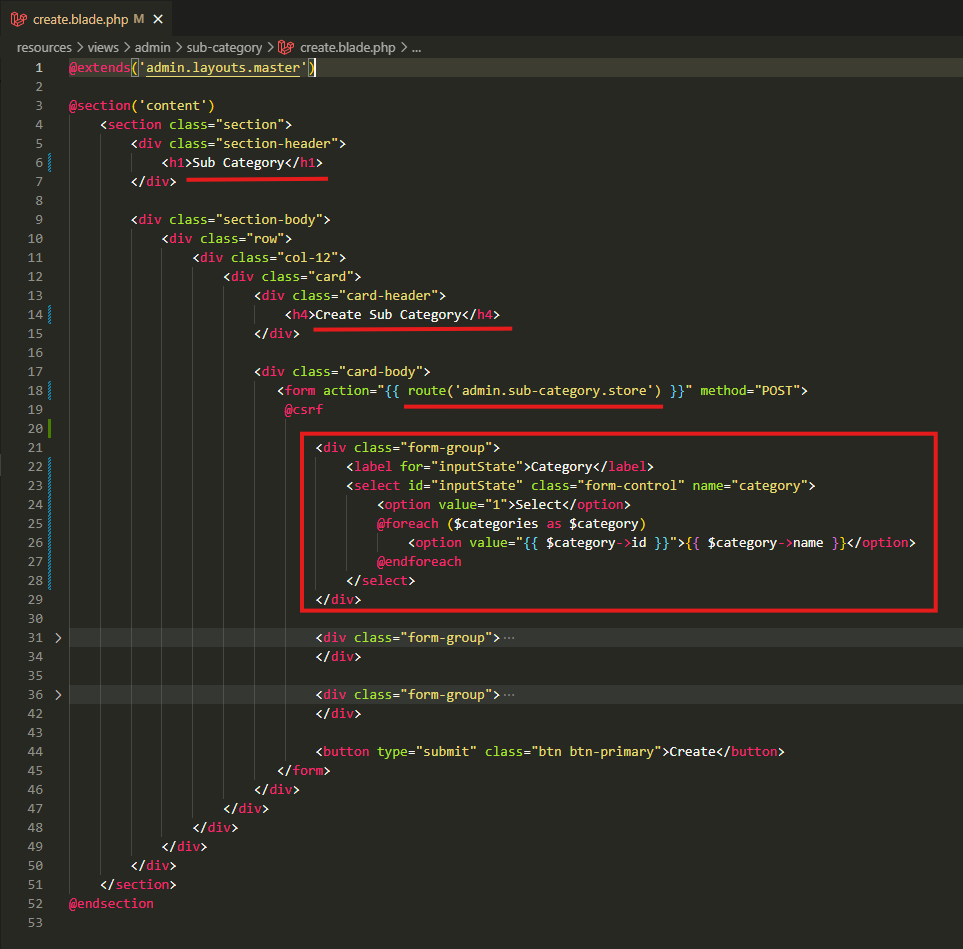 create.blade.php M ×
resources > views > admin > sub-category > create.blade.php > ...
1 @extends('admin.layouts.master')
2
3 @section('content')
4     <section class="section">
5         <div class="section-header">
6             <h1>Sub Category</h1>
7         </div>
8
9         <div class="section-body">
10             <div class="row">
11                 <div class="col-12">
12                     <div class="card">
13                         <div class="card-header">
14                             <h4>Create Sub Category</h4>
15                         </div>
16
17                         <div class="card-body">
18                            <form action="{{ route('admin.sub-category.store') }}" method="POST">
19                             @csrf
20
21                                 <div class="form-group">
22                                     <label for="inputState">Category</label>
23                                     <select id="inputState" class="form-control" name="category">
24                                         <option value="1">Select</option>
25                                         @foreach ($categories as $category)
26                                             <option value="{{ $category->id }}">{{ $category->name }}</option>
27                                         @endforeach
28                                     </select>
29                                 </div>
30
31 >                               <div class="form-group">···
34                                 </div>
35
36 >                               <div class="form-group">···
42                                 </div>
43
44                                 <button type="submit" class="btn btn-primary">Create</button>
45                            </form>
46                         </div>
47                     </div>
48                 </div>
49             </div>
50         </div>
51     </section>
52 @endsection
53